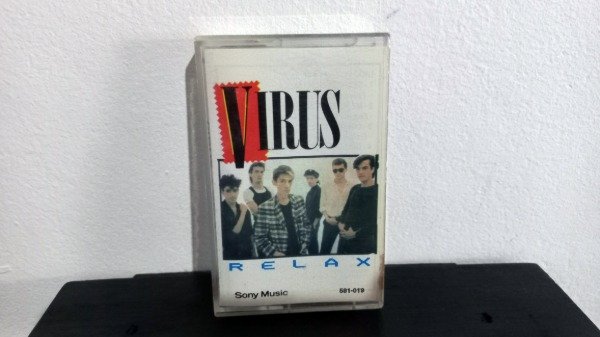 VIRUS
RELAX
Sony Music 581-019